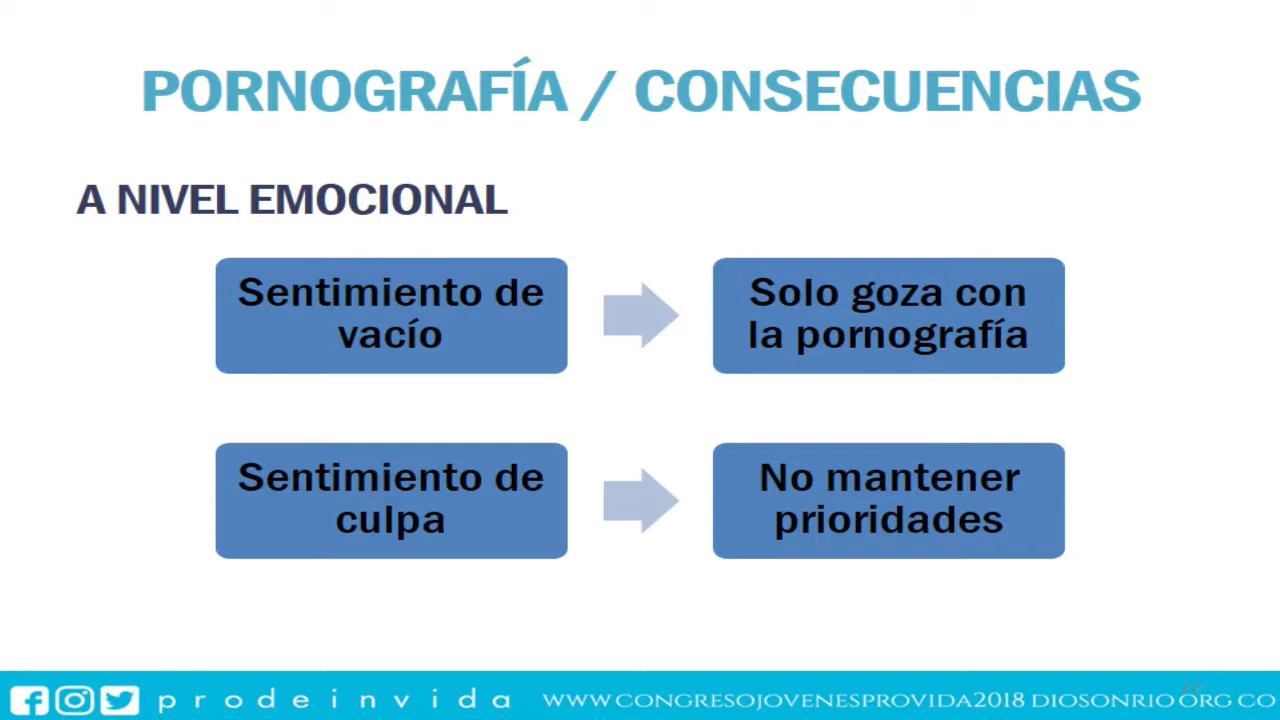 PORNOGRAFÍA / CONSECUENCIAS
A NIVEL EMOCIONAL
Sentimiento de
vacío
Solo goza con
la pornografía
Sentimiento de
culpa
No mantener
prioridades
22
prodeinvida
WWW.CONGRESOJOVENESPROVIDA2018 DIOSONRIO ORG CO